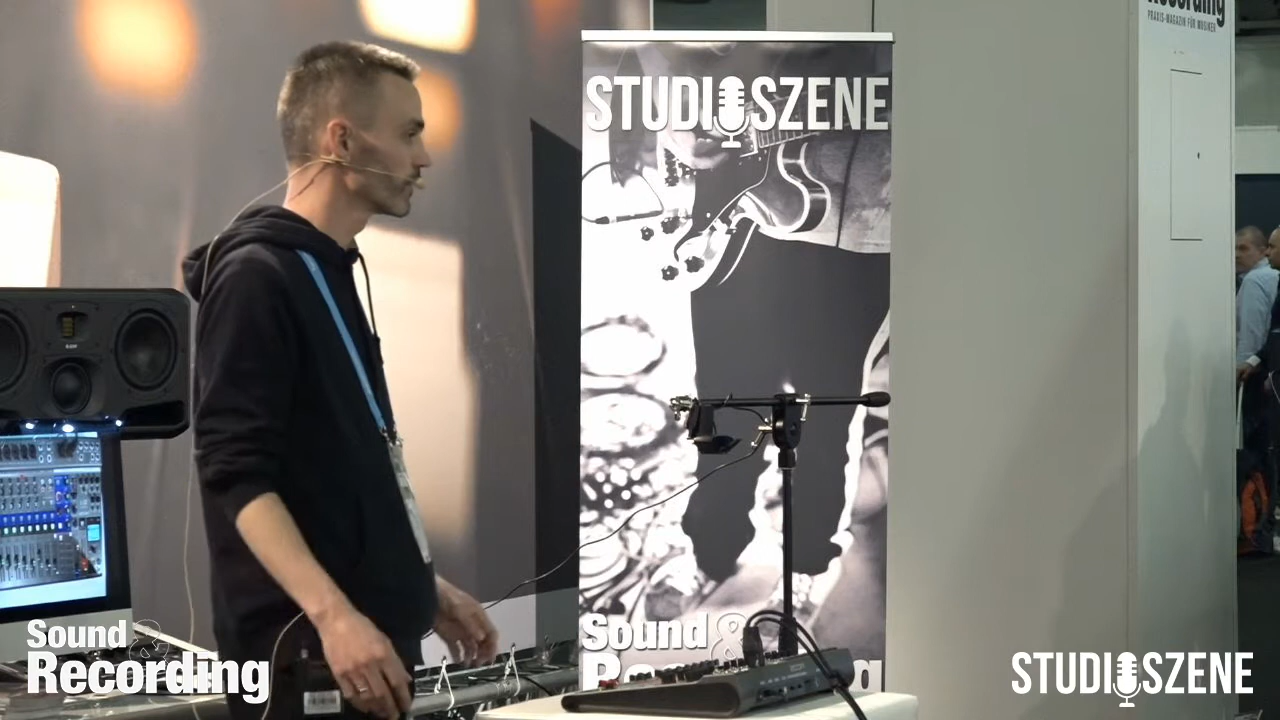 Recording
PRAXIS-MAGAZIN FÜR MUSIKER
STUDIOSZENE
Sound &
Recording
Sound &
Recording
STUDIOSZENE